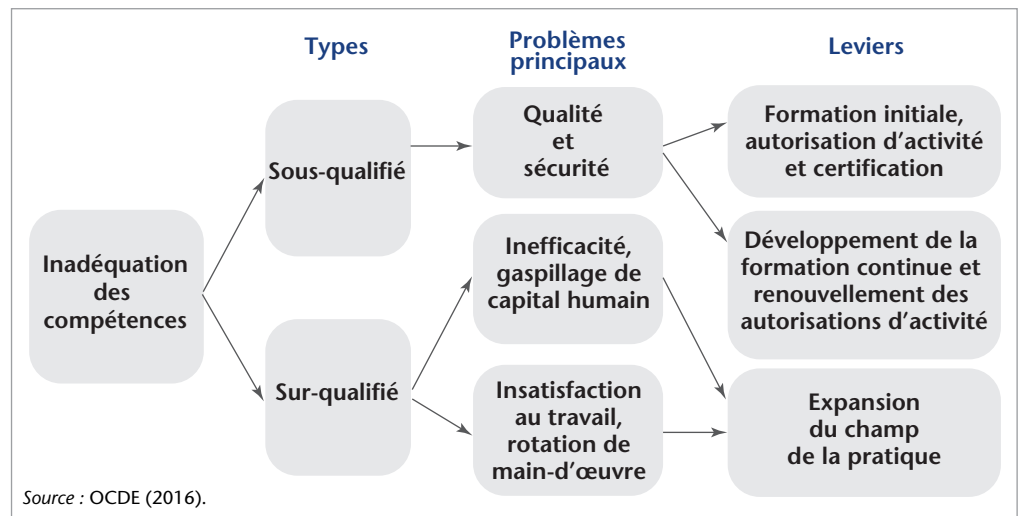 Types
Problèmes
principaux
Leviers
Inadéquation
des
compétences
Sous-qualifié
Sur-qualifié
Qualité
et
sécurité
Inefficacité,
gaspillage de
capital humain
Insatisfaction
au travail,
rotation de
main-d'œuvre
Formation initiale,
autorisation d'activité
et certification
Développement de la
formation continue et
renouvellement des
autorisations d'activité
Expansion
du champ
de la pratique
Source : OCDE (2016).